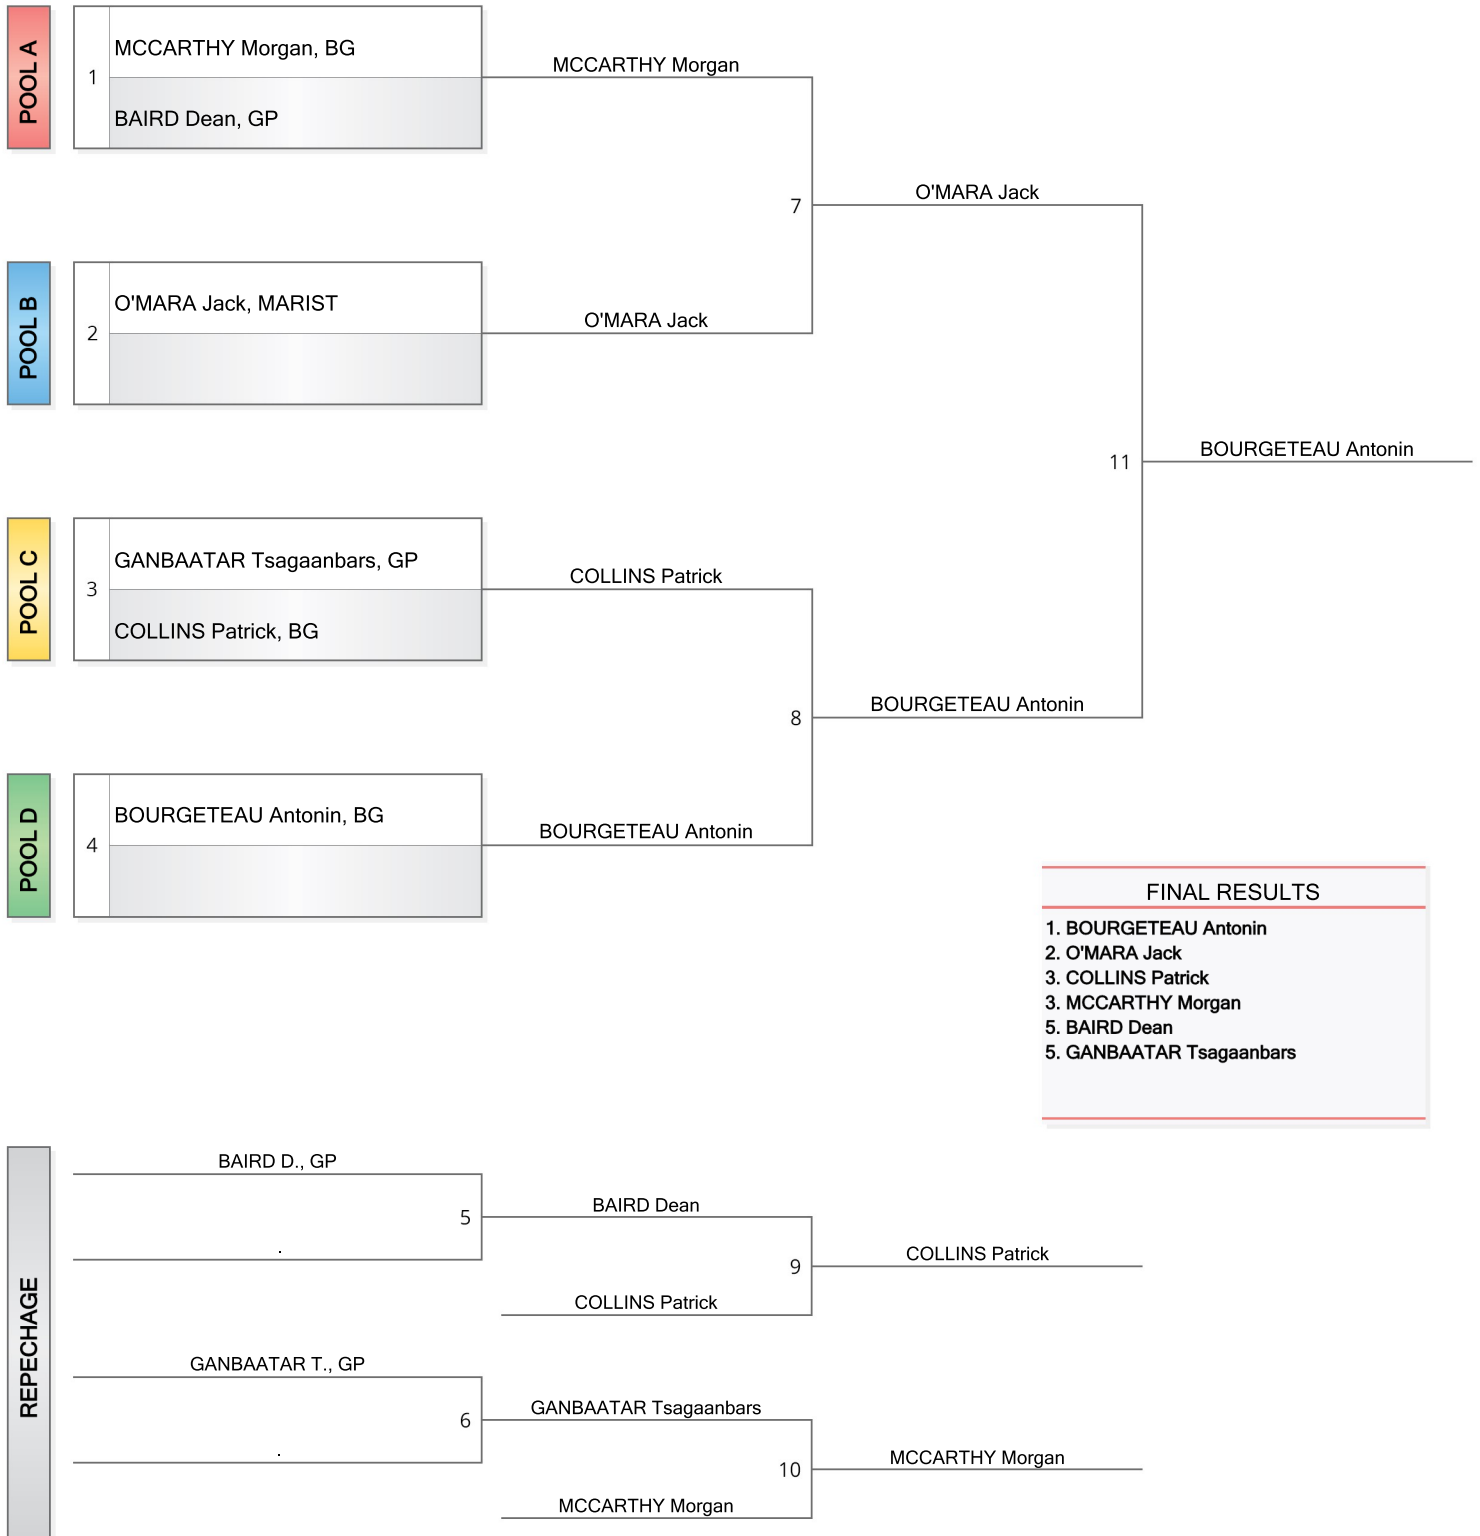 POOL A
1
MCCARTHY Morgan, BG
BAIRD Dean, GP
MCCARTHY Morgan
7
O'MARA Jack
POOL B
2
O'MARA Jack, MARIST
O'MARA Jack
11
BOURGETEAU Antonin
POOL C
3
GANBAATAR Tsagaanbars, GP
COLLINS Patrick, BG
COLLINS Patrick
8
BOURGETEAU Antonin
POOL D
4
BOURGETEAU Antonin, BG
BOURGETEAU Antonin
FINAL RESULTS
1. BOURGETEAU Antonin
2. O'MARA Jack
3. COLLINS Patrick
3. MCCARTHY Morgan
5. BAIRD Dean
5. GANBAATAR Tsagaanbars
REPECHAGE
BAIRD D., GP
.
5
BAIRD Dean
COLLINS Patrick
9
COLLINS Patrick
GANBAATAR T., GP
.
6
GANBAATAR Tsagaanbars
MCCARTHY Morgan
10
MCCARTHY Morgan